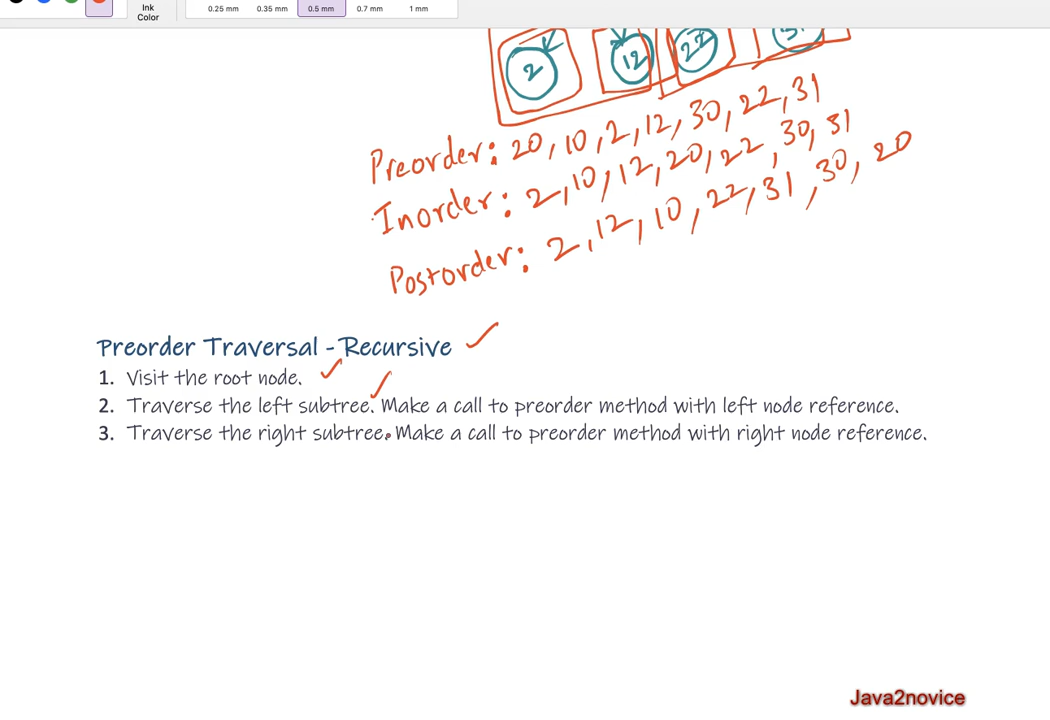 Ink
Color
0.25 mm 0.35 mm 0.5 mm 0.7 mm 1 mm
2 12 22
Preorder: 20, 10, 2, 12, 30, 22, 31
Inorder: 2, 10, 12, 20, 22, 30, 31
Postorder: 2, 12, 10, 22, 31, 30, 20
Preorder Traversal - Recursive
1. Visit the root node.
2. Traverse the left subtree. Make a call to preorder method with left node reference.
3. Traverse the right subtree. Make a call to preorder method with right node reference.
Java2novice